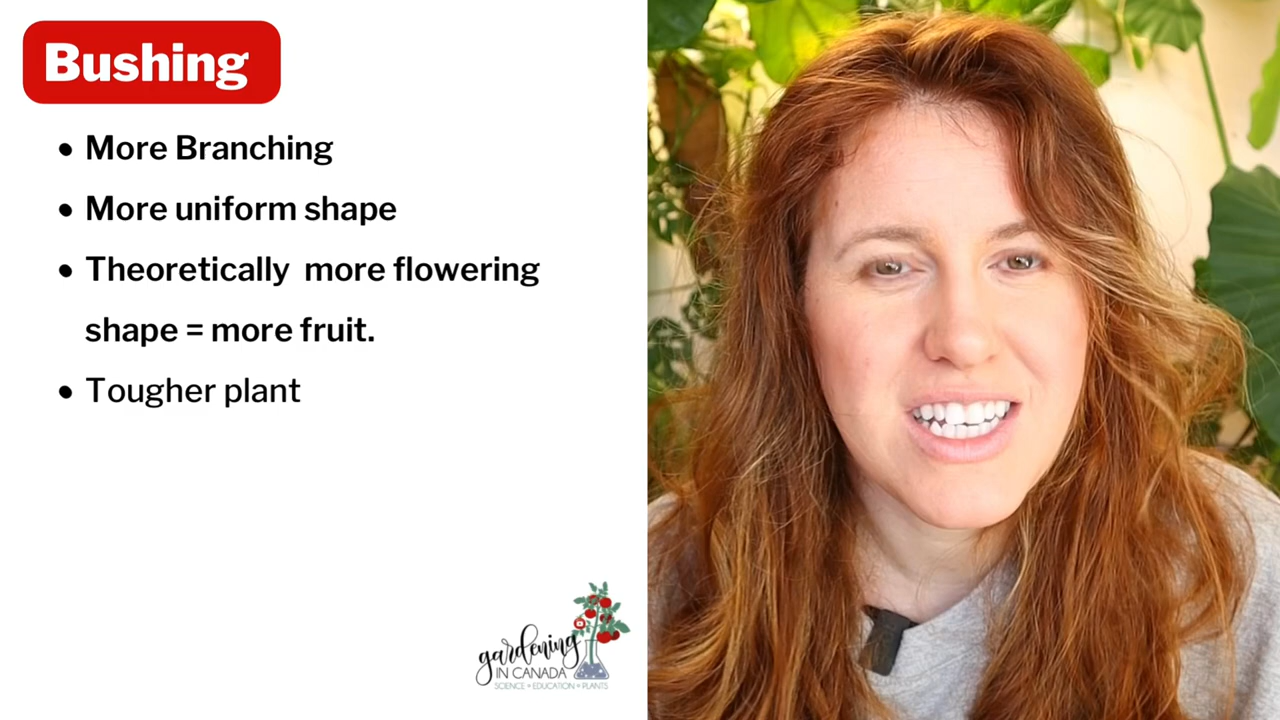 Bushing
• More Branching
• More uniform shape
• Theoretically more flowering
shape = more fruit.
• Tougher plant
gardening
IN CANADA
SCIENCE + EDUCATION + PLANTS